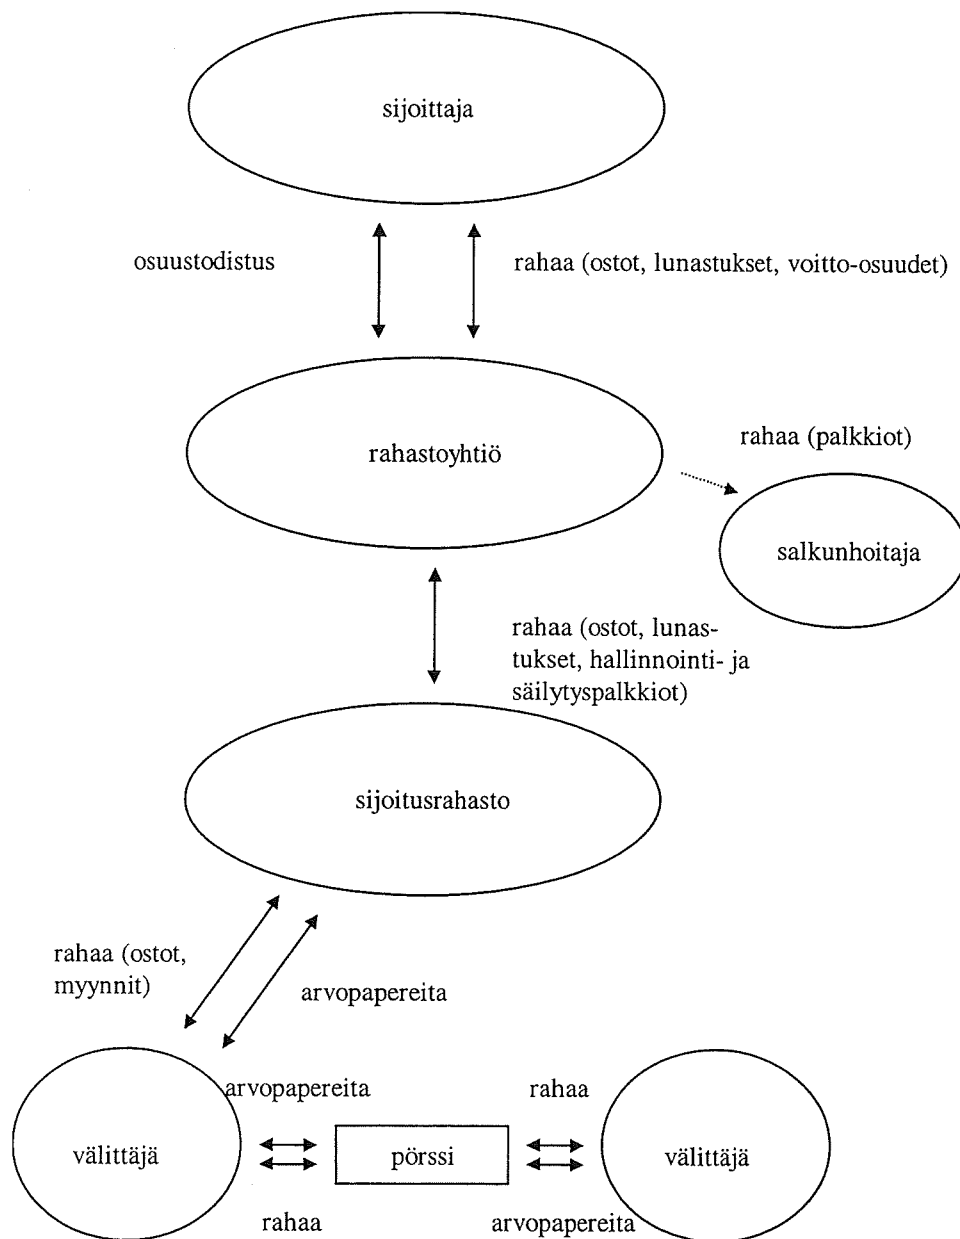 sijoittaja
osuustodistus
rahaa (ostot, lunastukset, voitto-osuudet)
rahastoyhtiö
rahaa (palkkiot)
salkunhoitaja
rahaa (ostot, lunas-
tukset, hallinnointi- ja
säilytyspalkkiot)
sijoitusrahasto
rahaa (ostot,
myynnit)
arvopapereita
arvopapereita
rahaa
välittäjä
pörssi
välittäjä
rahaa
arvopapereita